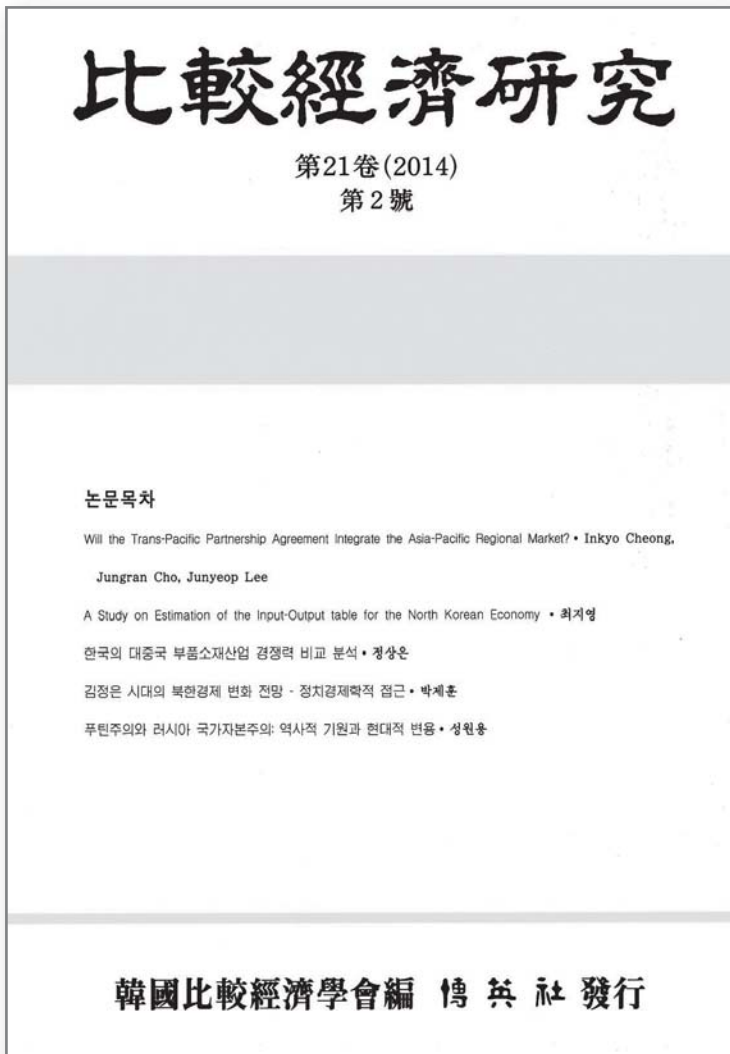 比較經濟研究
第21卷(2014)
第2號
논문목차
Will the Trans-Pacific Partnership Agreement Integrate the Asia-Pacific Regional Market? • Inkyo Cheong,
Jungran Cho, Junyeop Lee
A Study on Estimation of the Input-Output table for the North Korean Economy • 최지영
한국의 대중국 부품소재산업 경쟁력 비교 분석 • 정상은
김정은 시대의 북한경제 변화 전망 - 정치경제학적 접근 • 박제훈
푸틴주의와 러시아 국가자본주의: 역사적 기원과 현대적 변용 • 성원용
韓國比較經濟學會編 博英社 發行